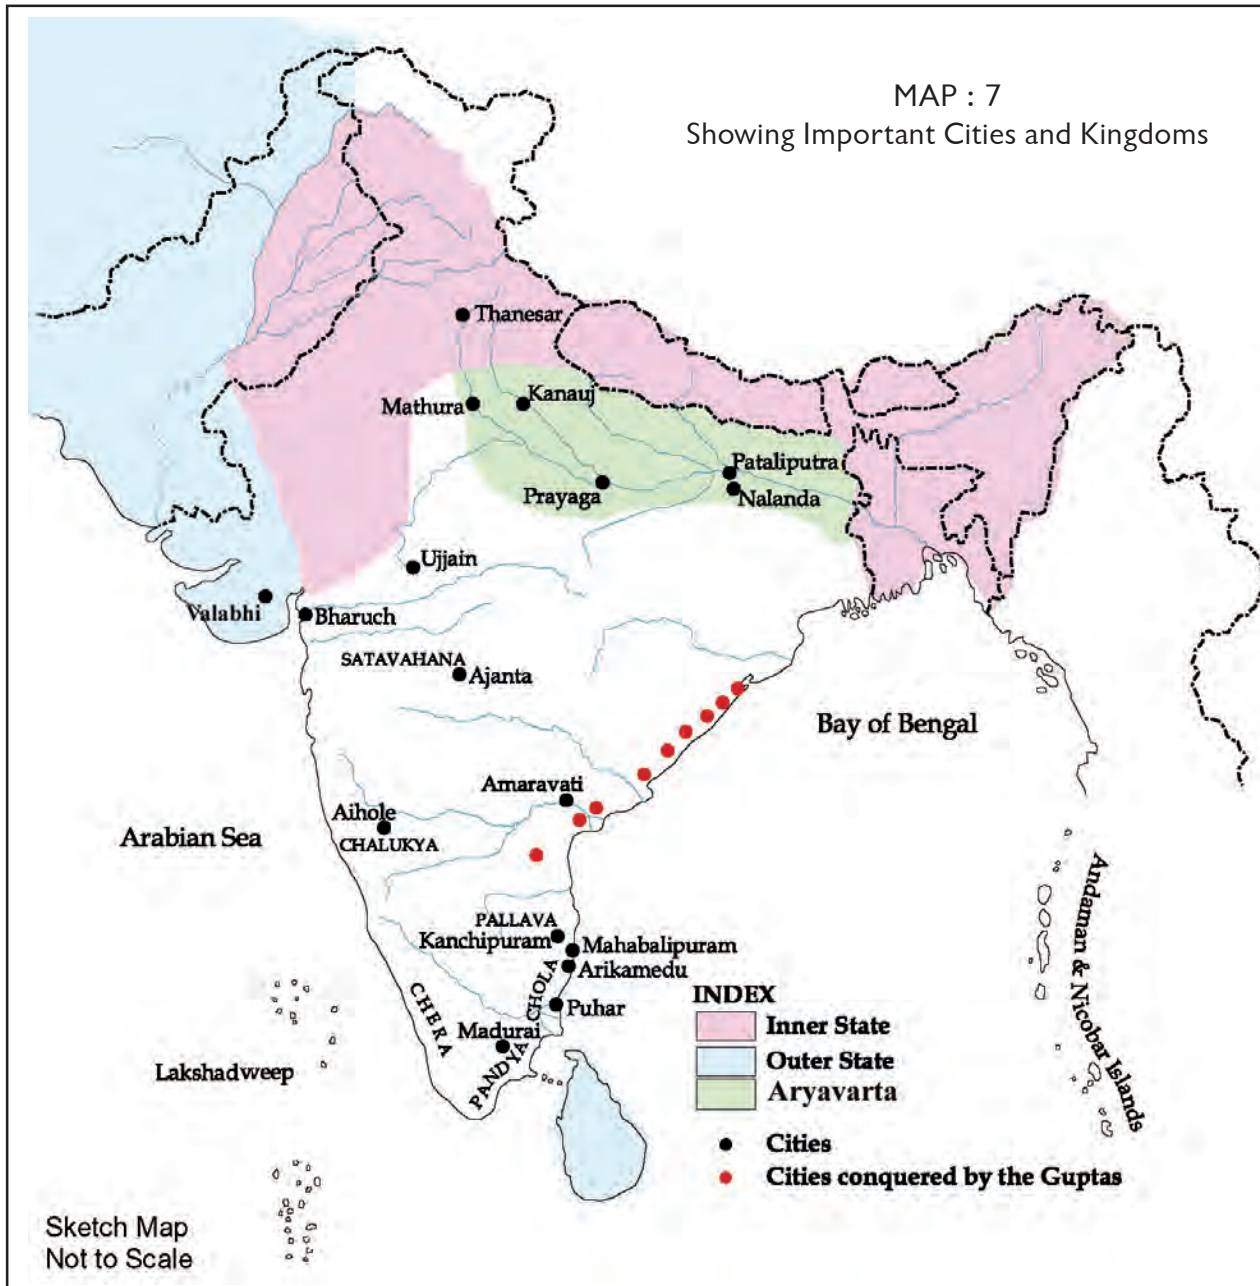 MAP : 7
Showing Important Cities and Kingdoms
Thanesar
Kanauj
Mathura
Pataliputra
Prayaga
Nalanda
Ujjain
Valabhi
Bharuch
SATAVAHANA
Ajanta
Bay of Bengal
Amaravati
Aihole
CHALUKYA
Arabian Sea
PALLAVA
Kanchipuram
Mahabalipuram
Arikamedu
CHOLA
CHERA
Puhar
Madurai
PANDYA
Lakshadweep
Andaman & Nicobar Islands
INDEX
Inner State
Outer State
Aryavarta
Cities
Cities conquered by the Guptas
Sketch Map
Not to Scale